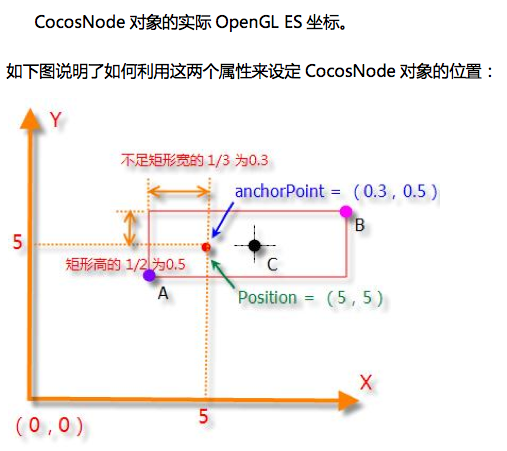 CocosNode 对象的实际 OpenGL ES 坐标。
如下图说明了如何利用这两个属性来设定 CocosNode 对象的位置：
Y
不足矩形宽的 1/3 为0.3
anchorPoint = （0.3，0.5）
B
5
C
矩形高的 1/2 为0.5
A
Position = （5，5）
X
5
（0，0）